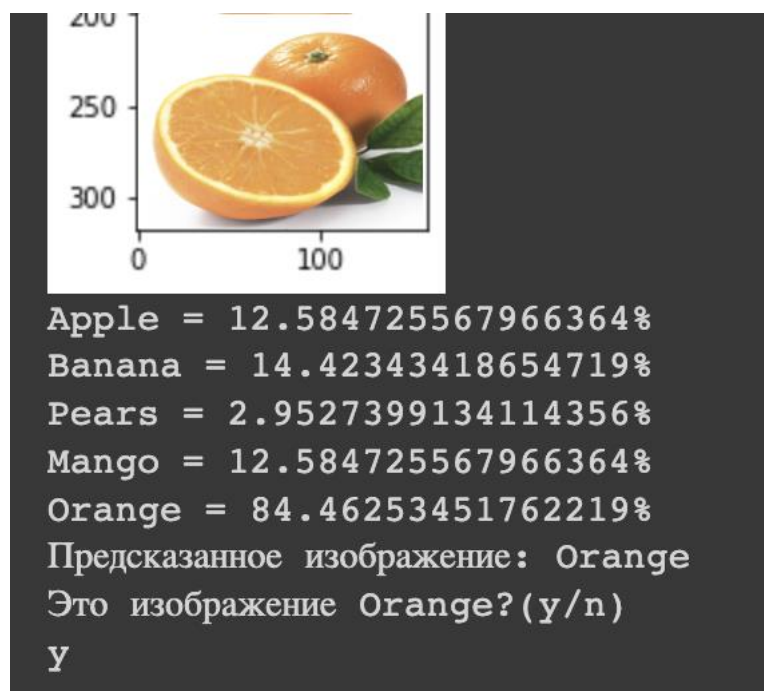 200
250
300
0 100
Apple = 12.584725567966364%
Banana = 14.42343418654719%
Pears = 2.9527399134114356%
Mango = 12.584725567966364%
Orange = 84.46253451762219%
Предсказанное изображение: Orange
Это изображение Orange?(y/n)
y